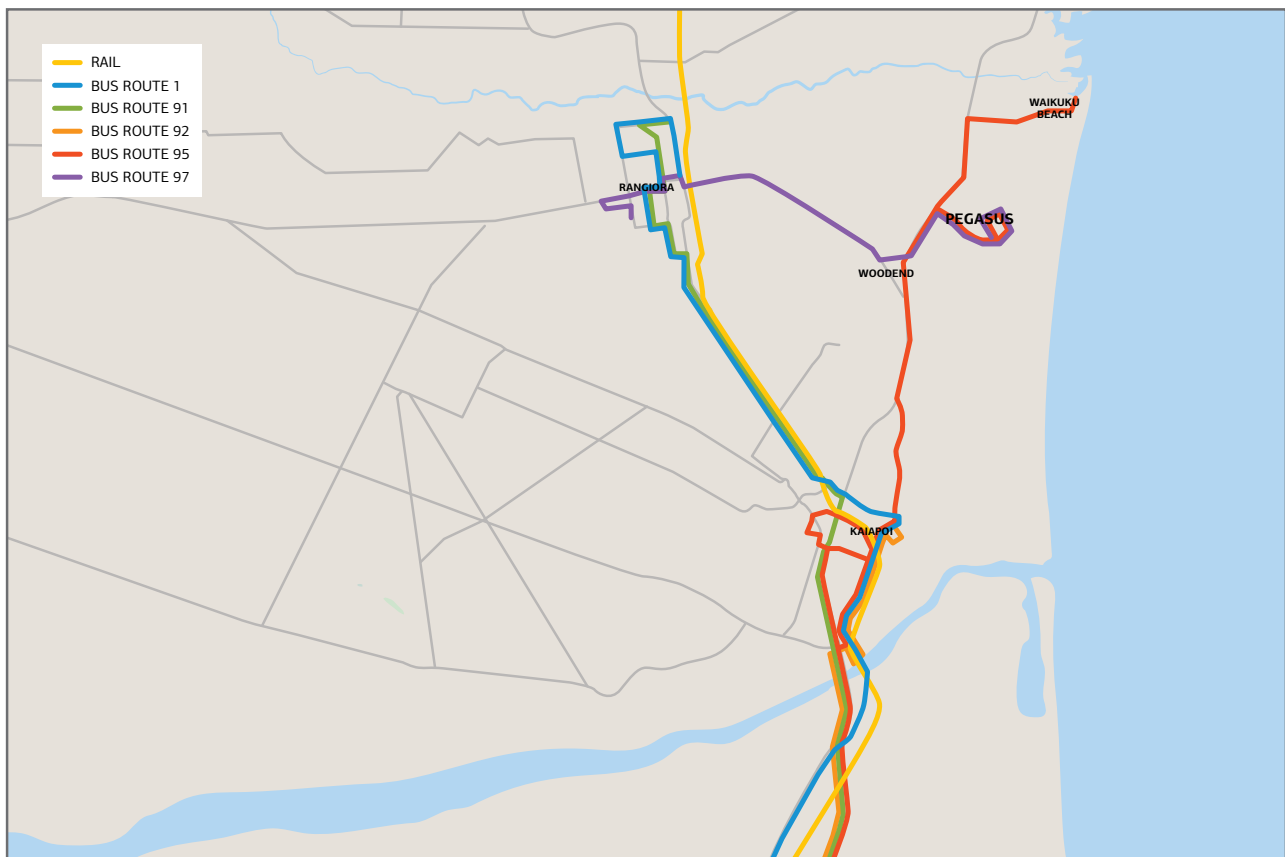 RAIL
BUS ROUTE 1
BUS ROUTE 91
BUS ROUTE 92
BUS ROUTE 95
BUS ROUTE 97
WAIKUKU
BEACH
RANGIORA
PEGASUS
WOODEND
KAIAPOI